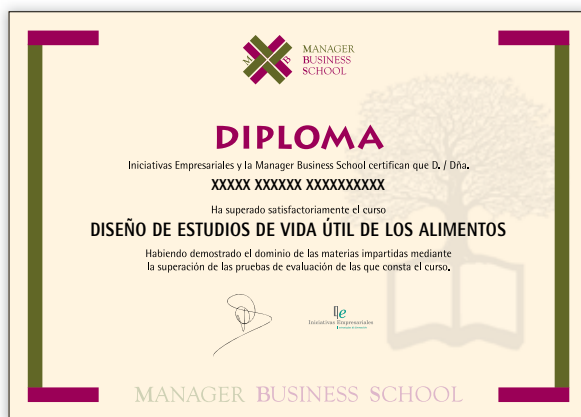 M B
MANAGER
BUSINESS
SCHOOL
DIPLOMA
Iniciativas Empresariales y la Manager Business School certifican que D. / Dña.
XXXXX XXXXXX XXXXXXXXXX
Ha superado satisfactoriamente el curso
DISEÑO DE ESTUDIOS DE VIDA ÚTIL DE LOS ALIMENTOS
Habiendo demostrado el dominio de las materias impartidas mediante
la superación de las pruebas de evaluación de las que consta el curso.
Iniciativas Empresariales
MANAGER BUSINESS SCHOOL